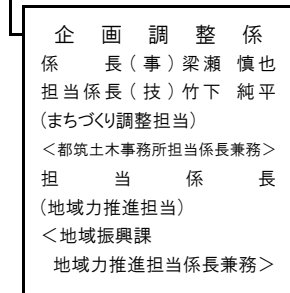 企画調整係
係長(事)梁瀬 慎也
担当係長(技)竹下 純平
(まちづくり調整担当)
<都筑土木事務所担当係長兼務>
担当係長
(地域力推進担当)
<地域振興課
地域力推進担当係長兼務>